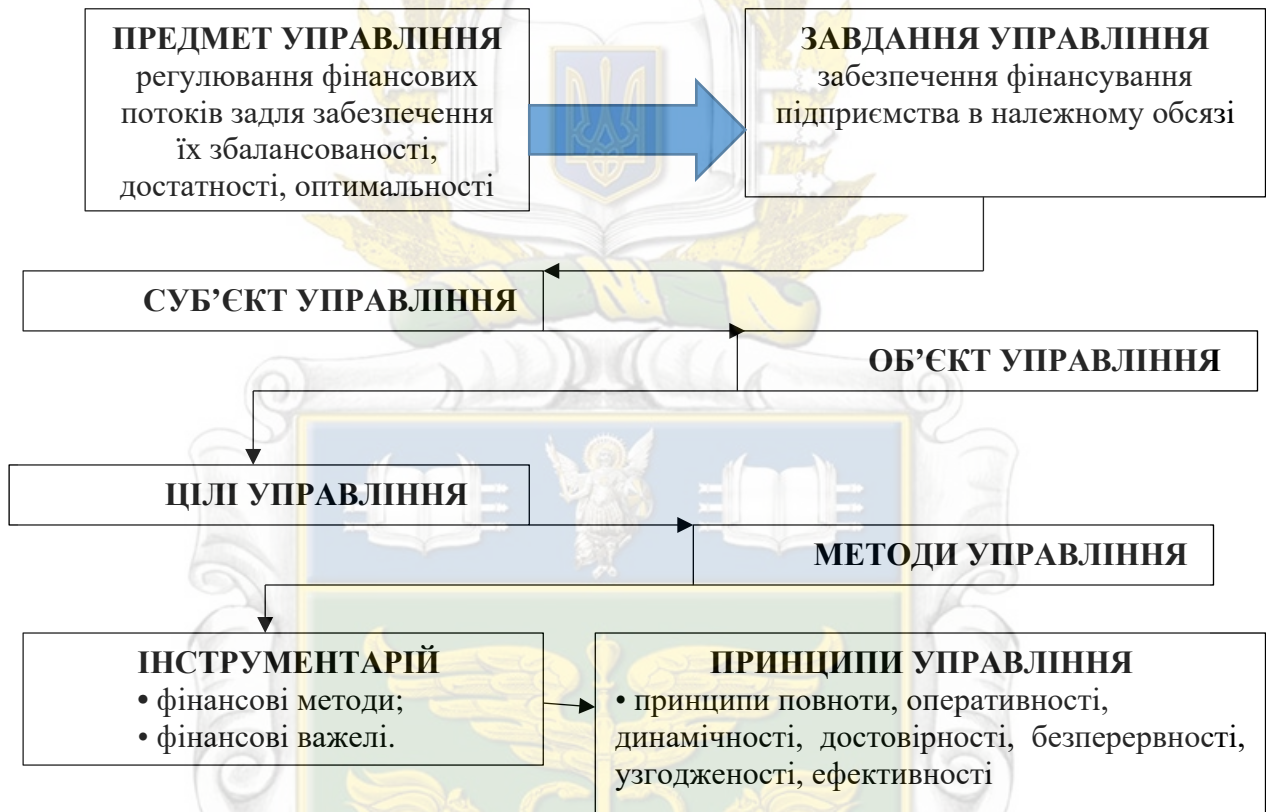 ПРЕДМЕТ УПРАВЛІННЯ
регулювання фінансових
потоків задля забезпечення
їх збалансованості,
достатності, оптимальності
ЗАВДАННЯ УПРАВЛІННЯ
забезпечення фінансування
підприємства в належному обсязі
СУБ’ЄКТ УПРАВЛІННЯ
ОБ’ЄКТ УПРАВЛІННЯ
ЦІЛІ УПРАВЛІННЯ
МЕТОДИ УПРАВЛІННЯ
ІНСТРУМЕНТАРІЙ
• фінансові методи;
• фінансові важелі.
ПРИНЦИПИ УПРАВЛІННЯ
• принципи повноти, оперативності,
динамічності, достовірності, безперервності,
узгодженості, ефективності